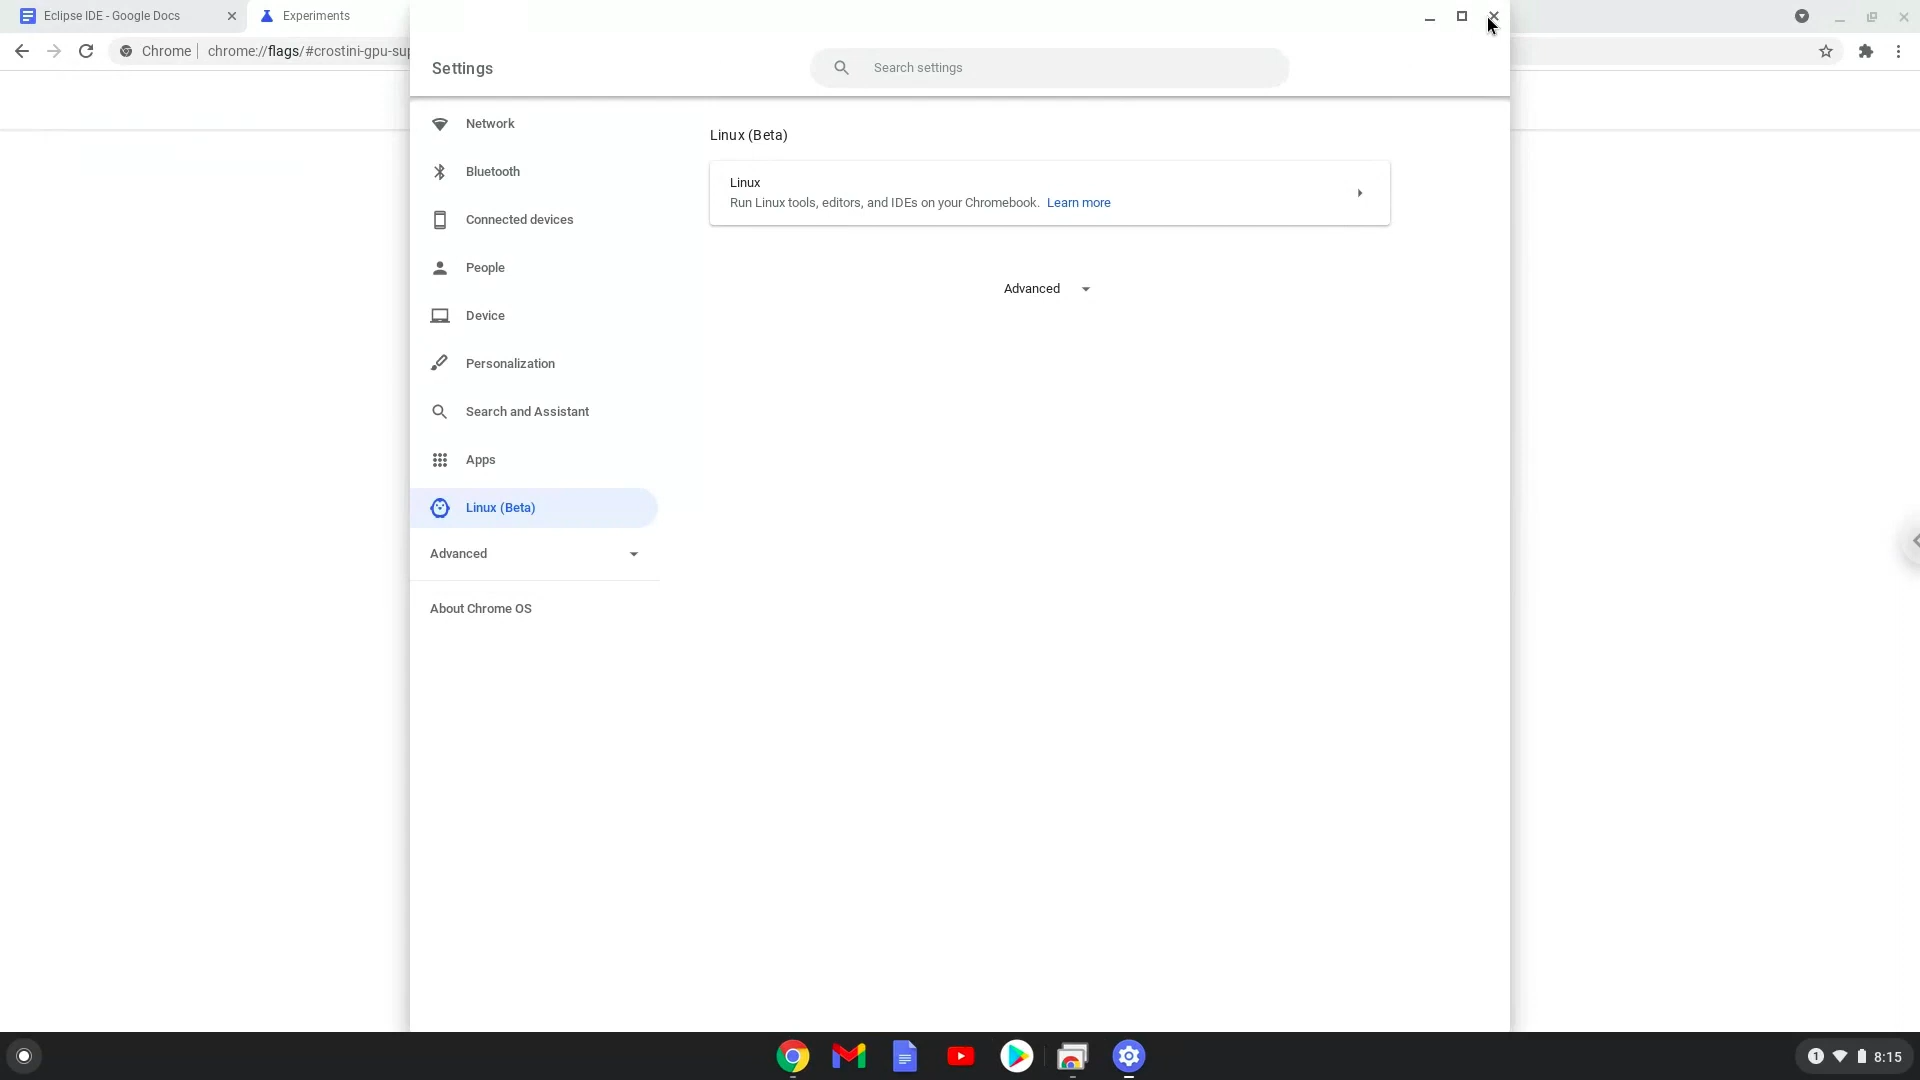 Eclipse IDE - Google Docs
Experiments
Chrome
chrome://flags/#crostini-gpu-sup
Settings
Search settings
Network
Bluetooth
Connected devices
People
Device
Personalization
Search and Assistant
Apps
Linux (Beta)
Advanced
About Chrome OS
Linux (Beta)
Linux
Run Linux tools, editors, and IDEs on your Chromebook. Learn more
Advanced
1
8:15